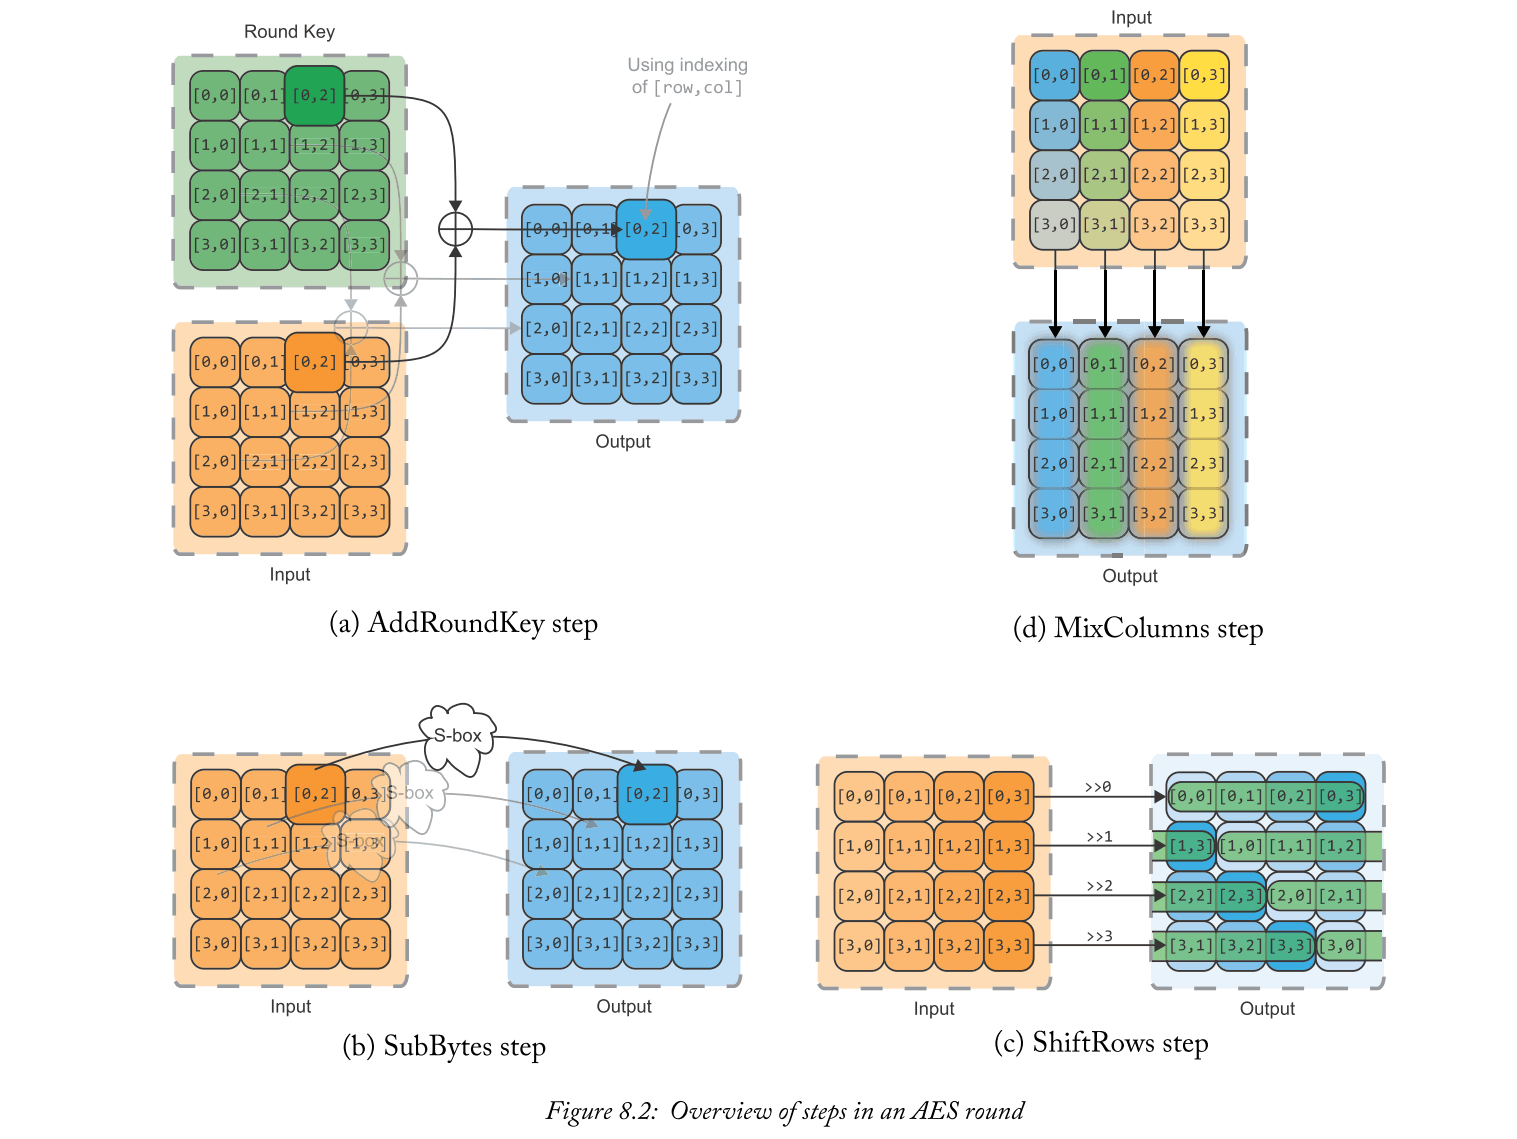 Round Key
[0,0] [0,1] [0,2] [0,3]
[1,0] [1,1] [1,2] [1,3]
[2,0] [2,1] [2,2] [2,3]
[3,0] [3,1] [3,2] [3,3]
[0,0] [0,1] [0,2] [0,3]
[1,0] [1,1] [1,2] [1,3]
[2,0] [2,1] [2,2] [2,3]
[3,0] [3,1] [3,2] [3,3]
Input
Using indexing
of [row,col]
[0,0] [0,1] [0,2] [0,3]
[1,0] [1,1] [1,2] [1,3]
[2,0] [2,1] [2,2] [2,3]
[3,0] [3,1] [3,2] [3,3]
Output
(a) AddRoundKey step
Input
[0,0] [0,1] [0,2] [0,3]
[1,0] [1,1] [1,2] [1,3]
[2,0] [2,1] [2,2] [2,3]
[3,0] [3,1] [3,2] [3,3]
[0,0] [0,1] [0,2] [0,3]
[1,0] [1,1] [1,2] [1,3]
[2,0] [2,1] [2,2] [2,3]
[3,0] [3,1] [3,2] [3,3]
Output
(d) MixColumns step
[0,0] [0,1] [0,2] [0,3]
[1,0] [1,1] [1,2] [1,3]
[2,0] [2,1] [2,2] [2,3]
[3,0] [3,1] [3,2] [3,3]
Input
S-box
S-box
S-box
[0,0] [0,1] [0,2] [0,3]
[1,0] [1,1] [1,2] [1,3]
[2,0] [2,1] [2,2] [2,3]
[3,0] [3,1] [3,2] [3,3]
Output
(b) SubBytes step
[0,0] [0,1] [0,2] [0,3]
[1,0] [1,1] [1,2] [1,3]
[2,0] [2,1] [2,2] [2,3]
[3,0] [3,1] [3,2] [3,3]
Input
>>0
>>1
>>2
>>3
[0,0] [0,1] [0,2] [0,3]
[1,3] [1,0] [1,1] [1,2]
[2,2] [2,3] [2,0] [2,1]
[3,1] [3,2] [3,3] [3,0]
Output
(c) ShiftRows step
Figure 8.2: Overview of steps in an AES round